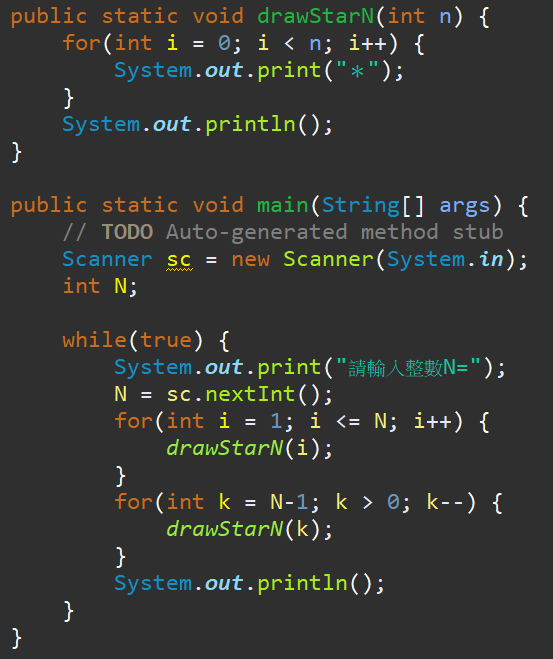 public static void drawStarN(int n) {
    for(int i = 0; i < n; i++) {
        System.out.print("＊");
    }
    System.out.println();
}

public static void main(String[] args) {
    // TODO Auto-generated method stub
    Scanner sc = new Scanner(System.in);
    int N;

    while(true) {
        System.out.print("請輸入整數N=");
        N = sc.nextInt();
        for(int i = 1; i <= N; i++) {
            drawStarN(i);
        }
        for(int k = N-1; k > 0; k--) {
            drawStarN(k);
        }
        System.out.println();
    }
}